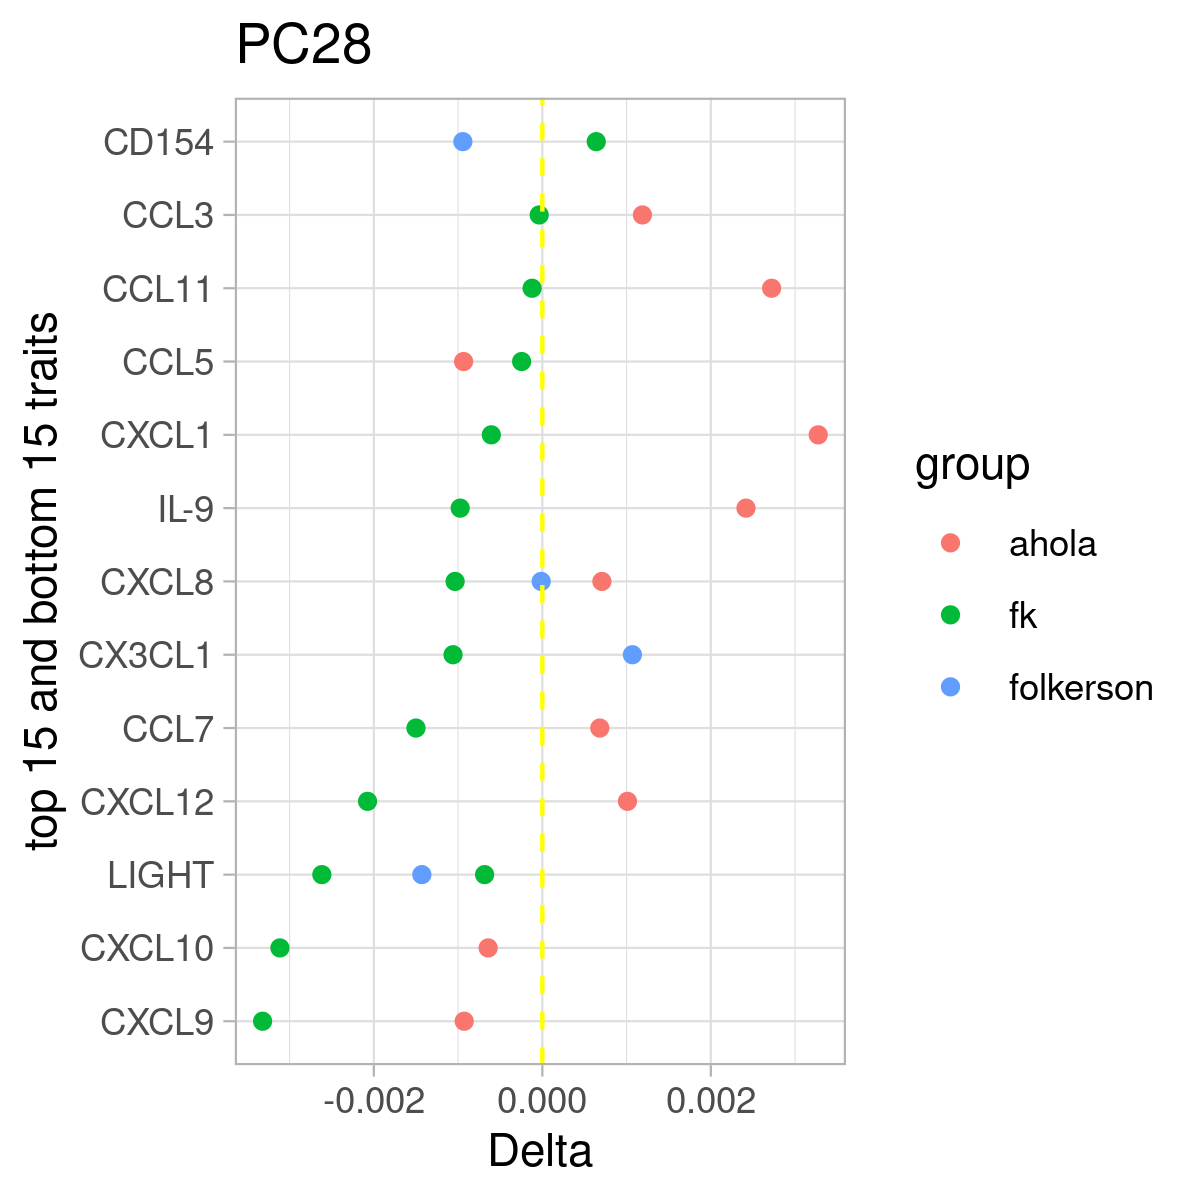 PC28
top 15 and bottom 15 traits
CD154
CCL3
CCL11
CCL5
CXCL1
IL-9
CXCL8
CX3CL1
CCL7
CXCL12
LIGHT
CXCL10
CXCL9
-0.002 0.000 0.002
Delta
group
ahola
fk
folkerson